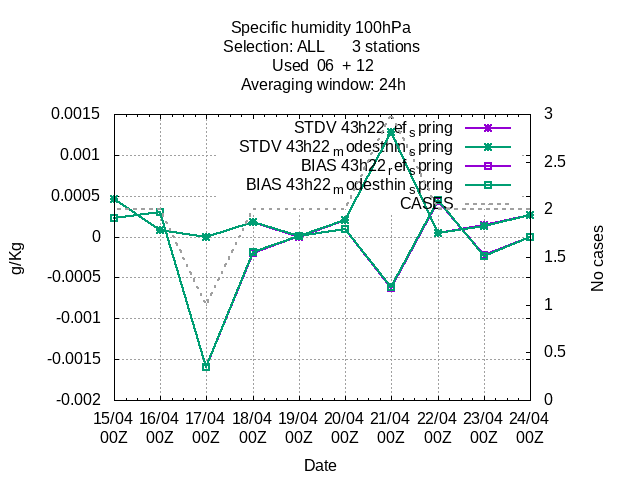 Specific humidity 100hPa
Selection: ALL 3 stations
Used 06 + 12
Averaging window: 24h
0.0015
0.001
0.0005
0
-0.0005
-0.001
-0.0015
-0.002
g/Kg
STDV 43h22_ref_spring
STDV 43h22_modesthin_spring
BIAS 43h22_ref_spring
BIAS 43h22_modesthin_spring
CASES
3
2.5
2
1.5
1
0.5
0
No cases
15/04 16/04 17/04 18/04 19/04 20/04 21/04 22/04 23/04 24/04
00Z 00Z 00Z 00Z 00Z 00Z 00Z 00Z 00Z 00Z
Date